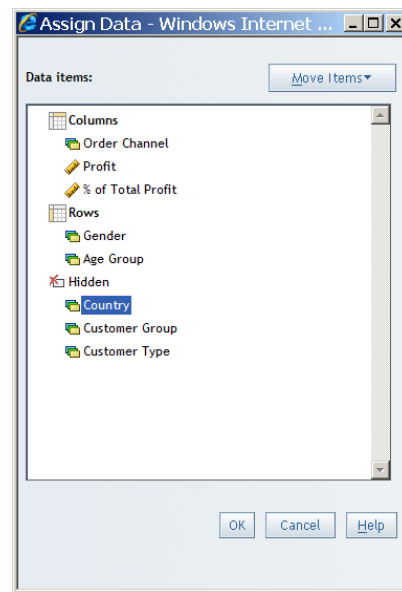 Assign Data - Windows Internet ...
Data items:
Move Items
Columns
Order Channel
Profit
% of Total Profit
Rows
Gender
Age Group
Hidden
Country
Customer Group
Customer Type
OK Cancel Help